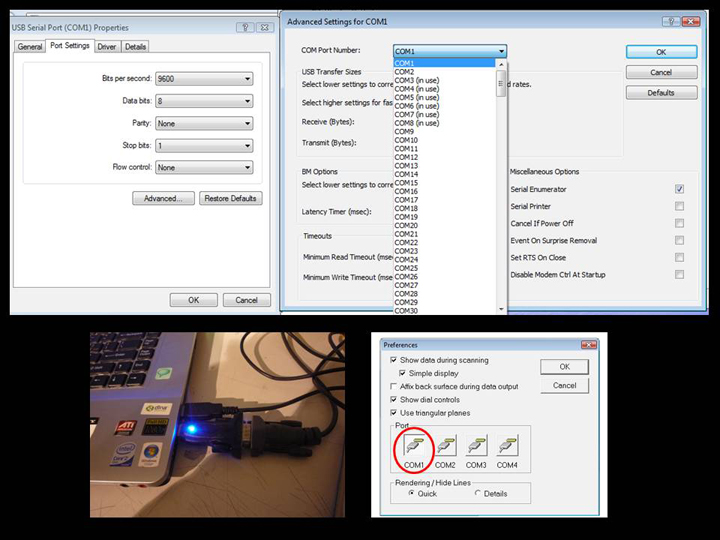 USB Serial Port (COM1) Properties
General Port Settings Driver Details
Bits per second: 9600
Data bits: 8
Parity: None
Stop bits: 1
Flow control: None
Advanced... Restore Defaults
OK Cancel
Advanced Settings for COM1
COM Port Number: COM1
OK
Cancel
Defaults
COM1
COM2
COM3 (in use)
COM4 (in use)
COM5 (in use)
COM6 (in use)
COM7 (in use)
COM8 (in use)
COM9
COM10
COM11
COM12
COM13
COM14
COM15
COM16
COM17
COM18
COM19
COM20
COM21
COM22
COM23
COM24
COM25
COM26
COM27
COM28
COM29
COM30
USB Transfer Sizes
Select lower settings to corre d rates.
Select higher settings for fas
Receive (Bytes):
Transmit (Bytes):
BM Options
Select lower settings to corre
Latency Timer (msec):
Timeouts
Minimum Read Timeout (mse
Minimum Write Timeout (mse
Miscellaneous Options
Serial Enumerator
Serial Printer
Cancel If Power Off
Event On Surprise Removal
Set RTS On Close
Disable Modem Ctrl At Startup
ATI
Preferences
Show data during scanning
Simple display
Affix back surface during data output
Show dial controls
Use triangular planes
OK
Cancel
Port
COM1 COM2 COM3 COM4
Rendering / Hide Lines
Quick Details